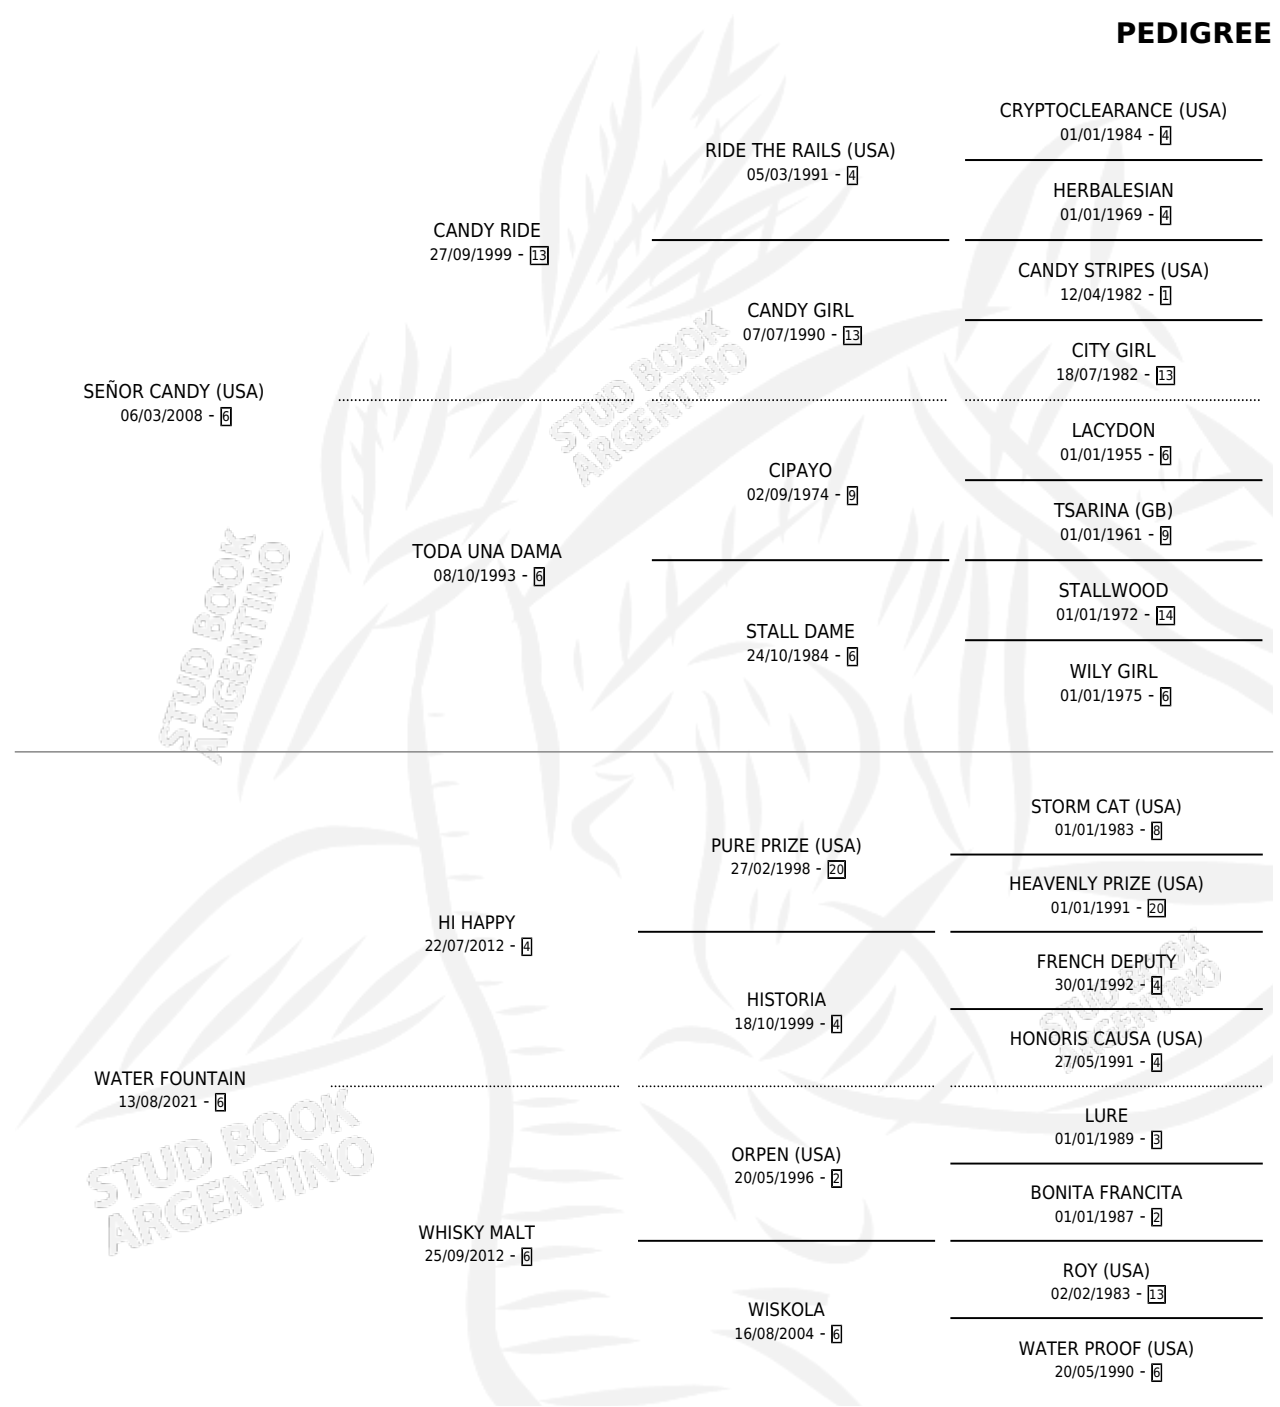 PEDIGREE
CRYPTOCLEARANCE (USA)
01/01/1984 - 4
RIDE THE RAILS (USA)
05/03/1991 - 4
HERBALESIAN
01/01/1969 - 4
CANDY RIDE
27/09/1999 - 13
CANDY STRIPES (USA)
12/04/1982 - 1
CANDY GIRL
07/07/1990 - 13
CITY GIRL
18/07/1982 - 13
SEÑOR CANDY (USA)
06/03/2008 - 6
LACYDON
01/01/1955 - 6
CIPAYO
02/09/1974 - 9
TSARINA (GB)
01/01/1961 - 9
TODA UNA DAMA
08/10/1993 - 6
STALLWOOD
01/01/1972 - 14
STALL DAME
24/10/1984 - 6
WILY GIRL
01/01/1975 - 6
STUD BOOK
ARGENTINO
STUD BOOK
ARGENTINO
STORM CAT (USA)
01/01/1983 - 8
PURE PRIZE (USA)
27/02/1998 - 20
HEAVENLY PRIZE (USA)
01/01/1991 - 20
HI HAPPY
22/07/2012 - 4
FRENCH DEPUTY
30/01/1992 - 4
HISTORIA
18/10/1999 - 4
HONORIS CAUSA (USA)
27/05/1991 - 4
WATER FOUNTAIN
13/08/2021 - 6
LURE
01/01/1989 - 3
ORPEN (USA)
20/05/1996 - 2
BONITA FRANCITA
01/01/1987 - 2
WHISKY MALT
25/09/2012 - 6
ROY (USA)
02/02/1983 - 13
WISKOLA
16/08/2004 - 6
WATER PROOF (USA)
20/05/1990 - 6
STUD BOOK
ARGENTINO
STUD BOOK
ARGENTINO